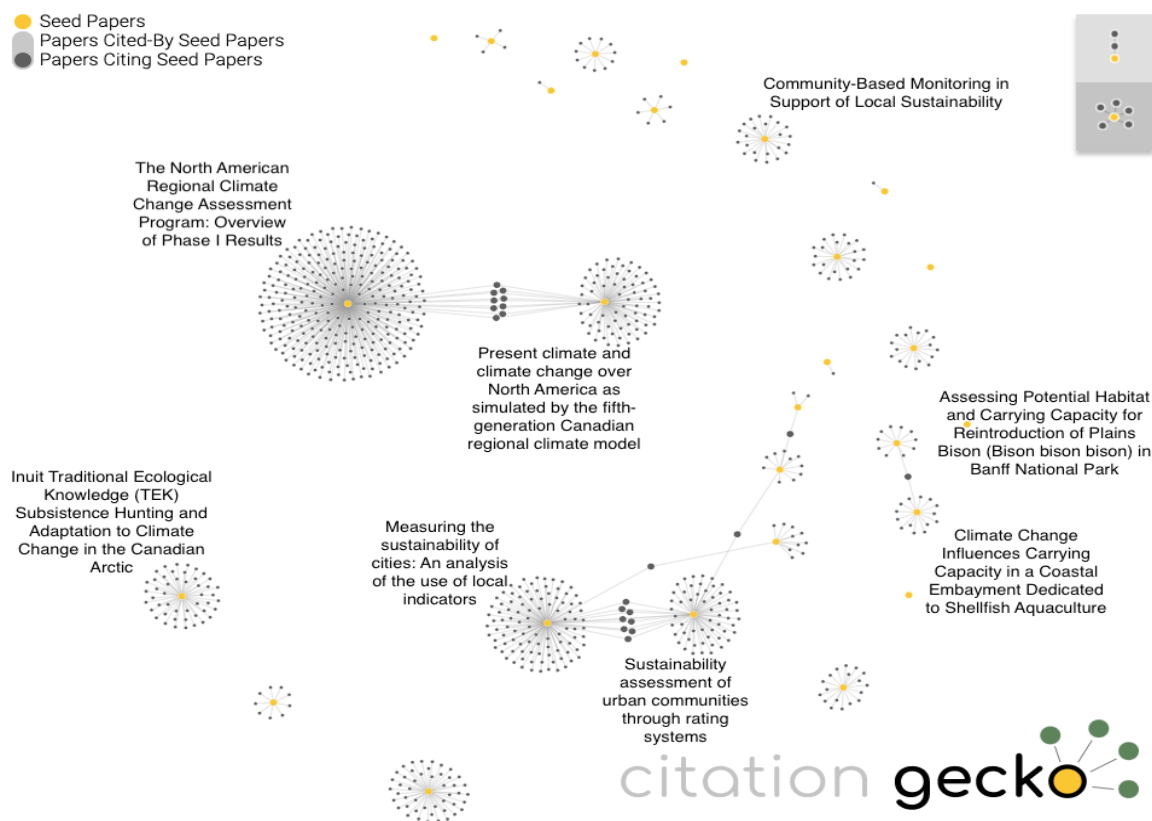 Seed Papers
Papers Cited-By Seed Papers
Papers Citing Seed Papers
Community-Based Monitoring in
Support of Local Sustainability
The North American
Regional Climate
Change Assessment
Program: Overview
of Phase I Results
Present climate and
climate change over
North America as
simulated by the fifth-
generation Canadian
regional climate model
Assessing Potential Habitat
and Carrying Capacity for
Reintroduction of Plains
Bison (Bison bison bison) in
Banff National Park
Inuit Traditional Ecological
Knowledge (TEK)
Subsistence Hunting and
Adaptation to Climate
Change in the Canadian
Arctic
Measuring the
sustainability of
cities: An analysis
of the use of local
indicators
Climate Change
Influences Carrying
Capacity in a Coastal
Embayment Dedicated
to Shellfish Aquaculture
Sustainability
assessment of
urban communities
through rating
systems
citation gecko